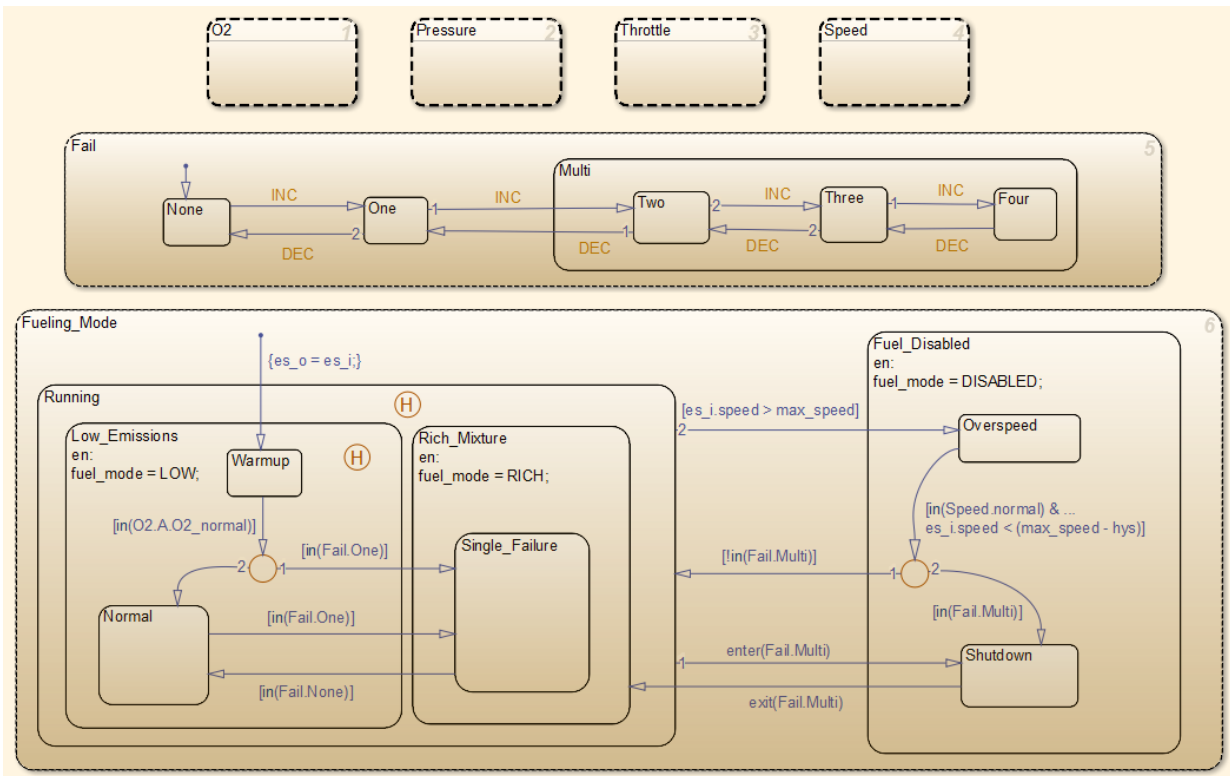 O2 1
Pressure 2
Throttle 3
Speed 4
Fail 5
Multi
None
INC
DEC
2
One
1
INC
DEC
1
Two
2
INC
DEC
2
Three
1
INC
DEC
Four
Fueling_Mode 6
{es_o = es_i;}
Running
H
Low_Emissions
en:
fuel_mode = LOW;
H
Warmup
[in(O2.A.O2_normal)]
2
1
[in(Fail.One)]
Normal
[in(Fail.One)]
[in(Fail.None)]
Rich_Mixture
en:
fuel_mode = RICH;
Single_Failure
[es_i.speed > max_speed]
2
[!in(Fail.Multi)]
1
enter(Fail.Multi)
1
exit(Fail.Multi)
Fuel_Disabled
en:
fuel_mode = DISABLED;
Overspeed
[in(Speed.normal) & ...
es_i.speed < (max_speed - hys)]
2
[in(Fail.Multi)]
Shutdown